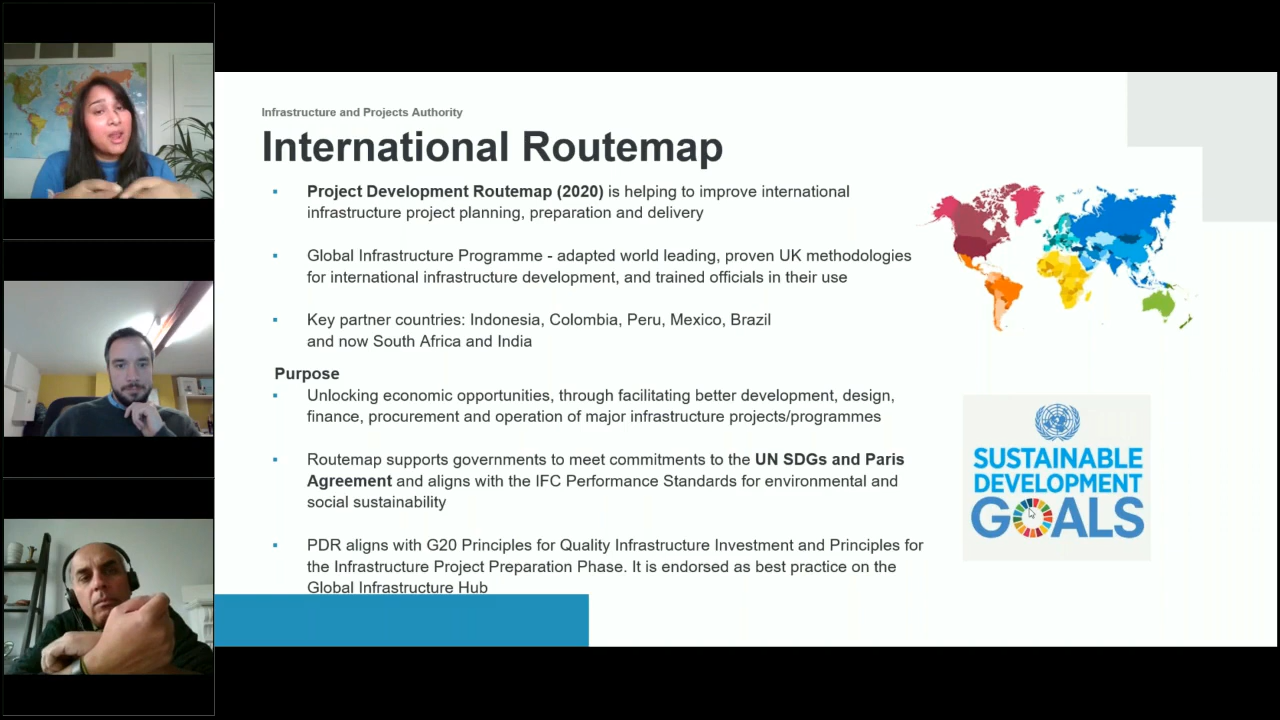 Infrastructure and Projects Authority
International Routemap
Project Development Routemap (2020) is helping to improve international
infrastructure project planning, preparation and delivery
Global Infrastructure Programme - adapted world leading, proven UK methodologies
for international infrastructure development, and trained officials in their use
Key partner countries: Indonesia, Colombia, Peru, Mexico, Brazil
and now South Africa and India
Purpose
Unlocking economic opportunities, through facilitating better development, design,
finance, procurement and operation of major infrastructure projects/programmes
Routemap supports governments to meet commitments to the UN SDGs and Paris
Agreement and aligns with the IFC Performance Standards for environmental and
social sustainability
PDR aligns with G20 Principles for Quality Infrastructure Investment and Principles for
the Infrastructure Project Preparation Phase. It is endorsed as best practice on the
Global Infrastructure Hub
SUSTAINABLE
DEVELOPMENT
GOALS